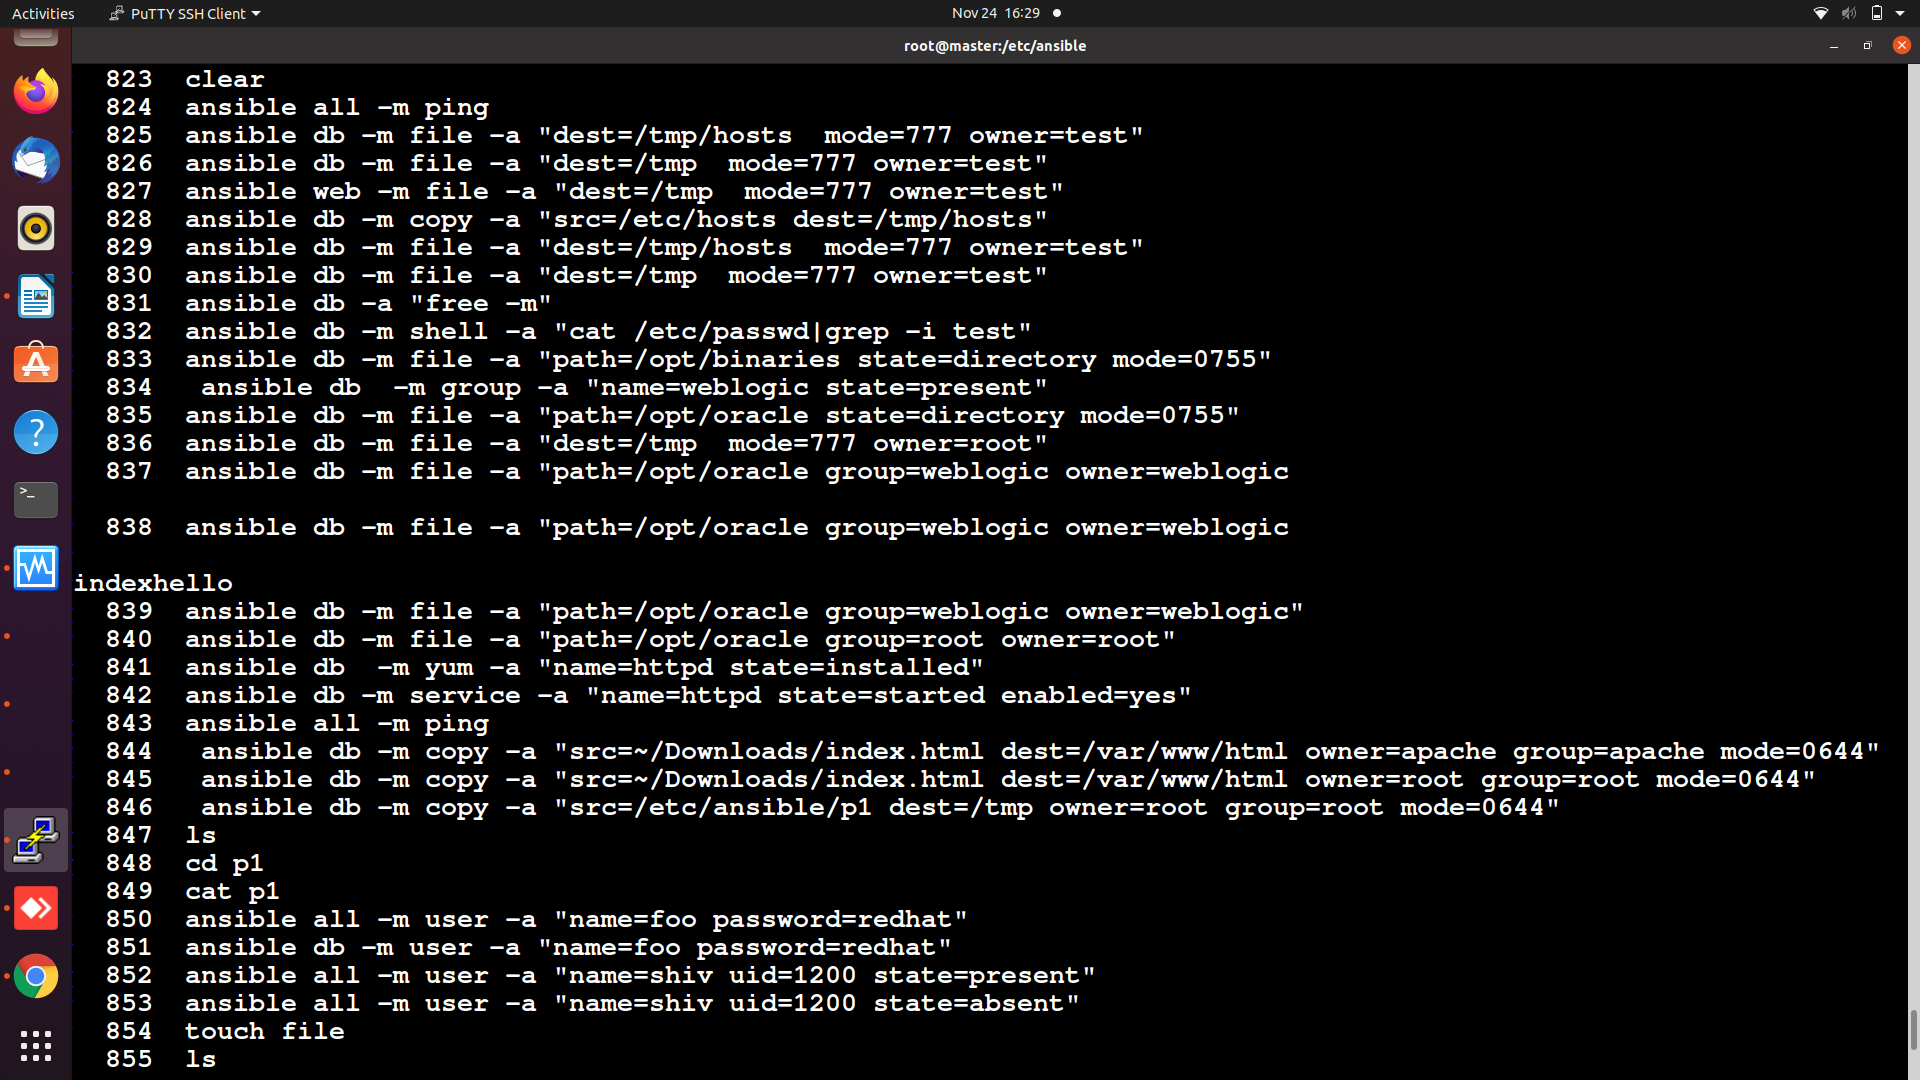 Activities
PuTTY SSH Client
Nov 24 16:29
root@master:/etc/ansible
823 clear
824 ansible all -m ping
825 ansible db -m file -a "dest=/tmp/hosts  mode=777 owner=test"
826 ansible db -m file -a "dest=/tmp  mode=777 owner=test"
827 ansible web -m file -a "dest=/tmp  mode=777 owner=test"
828 ansible db -m copy -a "src=/etc/hosts dest=/tmp/hosts"
829 ansible db -m file -a "dest=/tmp/hosts  mode=777 owner=test"
830 ansible db -m file -a "dest=/tmp  mode=777 owner=test"
831 ansible db -a "free -m"
832 ansible db -m shell -a "cat /etc/passwd|grep -i test"
833 ansible db -m file -a "path=/opt/binaries state=directory mode=0755"
834  ansible db  -m group -a "name=weblogic state=present"
835 ansible db -m file -a "path=/opt/oracle state=directory mode=0755"
836 ansible db -m file -a "dest=/tmp  mode=777 owner=root"
837 ansible db -m file -a "path=/opt/oracle group=weblogic owner=weblogic
838 ansible db -m file -a "path=/opt/oracle group=weblogic owner=weblogic
indexhello
839 ansible db -m file -a "path=/opt/oracle group=weblogic owner=weblogic"
840 ansible db -m file -a "path=/opt/oracle group=root owner=root"
841 ansible db  -m yum -a "name=httpd state=installed"
842 ansible db -m service -a "name=httpd state=started enabled=yes"
843 ansible all -m ping
844  ansible db -m copy -a "src=~/Downloads/index.html dest=/var/www/html owner=apache group=apache mode=0644"
845  ansible db -m copy -a "src=~/Downloads/index.html dest=/var/www/html owner=root group=root mode=0644"
846  ansible db -m copy -a "src=/etc/ansible/p1 dest=/tmp owner=root group=root mode=0644"
847 ls
848 cd p1
849 cat p1
850 ansible all -m user -a "name=foo password=redhat"
851 ansible db -m user -a "name=foo password=redhat"
852 ansible all -m user -a "name=shiv uid=1200 state=present"
853 ansible all -m user -a "name=shiv uid=1200 state=absent"
854 touch file
855 ls